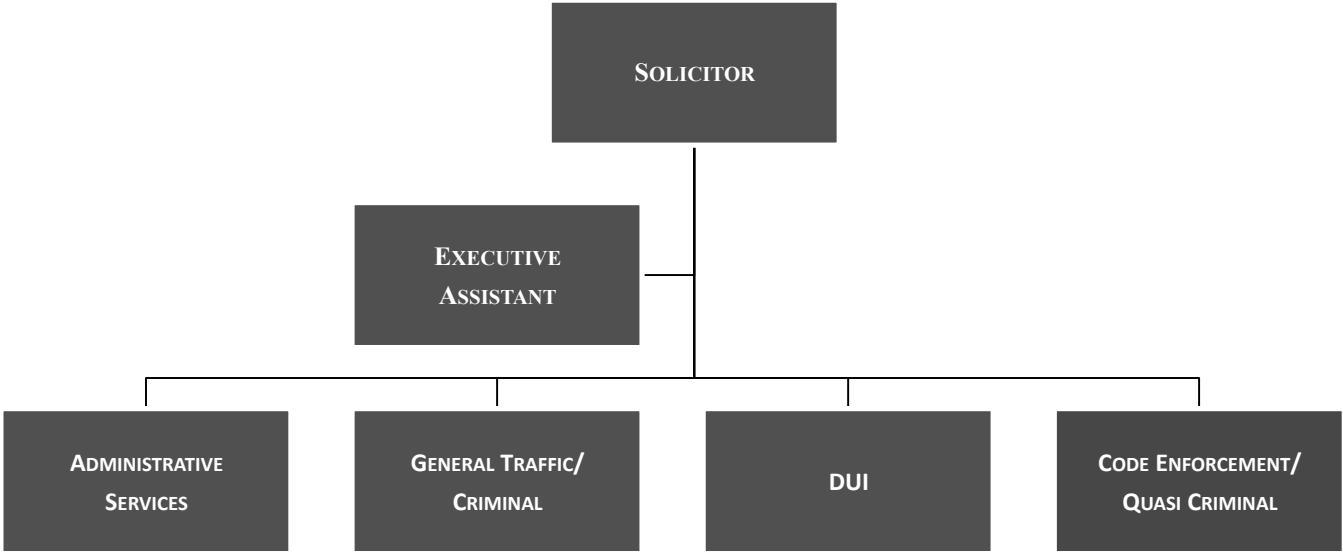 SOLICITOR
EXECUTIVE
ASSISTANT
ADMINISTRATIVE
SERVICES
GENERAL TRAFFIC/
CRIMINAL
DUI
CODE ENFORCEMENT/
QUASI CRIMINAL